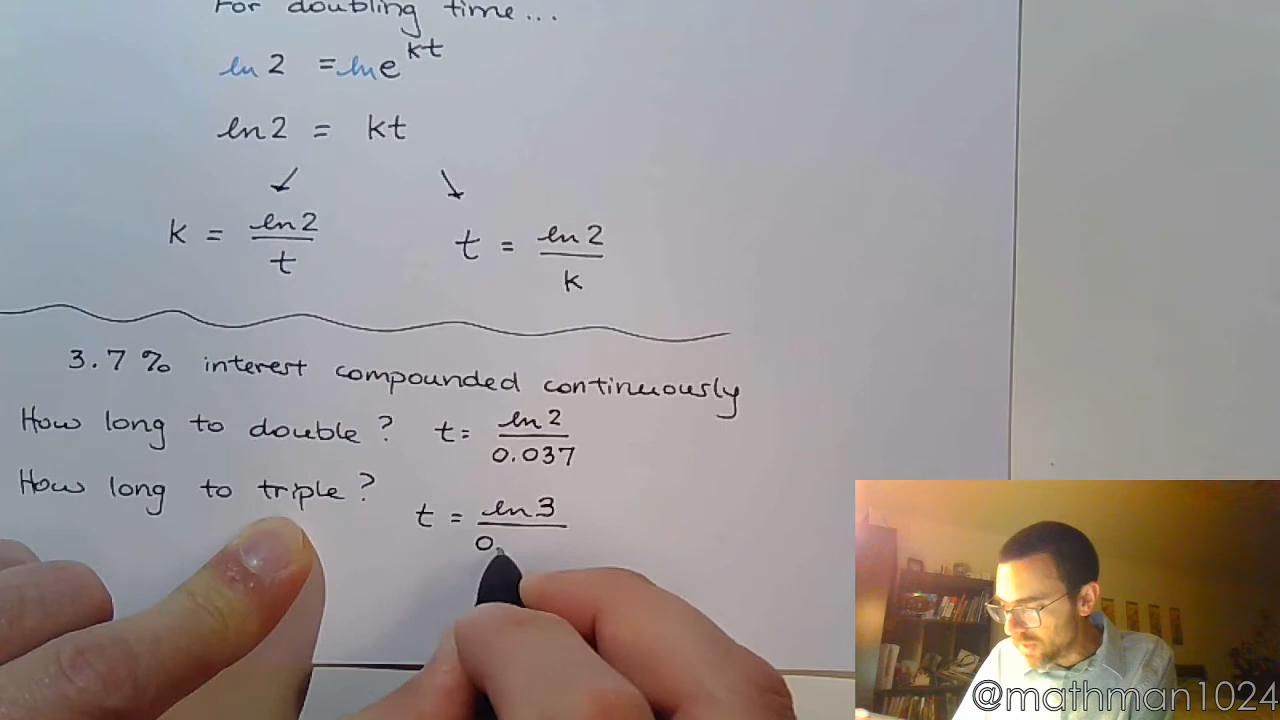 For doubling time...
ln 2 = ln e^kt
ln 2 = kt
k = ln 2 / t
t = ln 2 / k
3.7% interest compounded continuously
How long to double? t = ln 2 / 0.037
How long to triple? t = ln 3 / 0.
@mathman1024